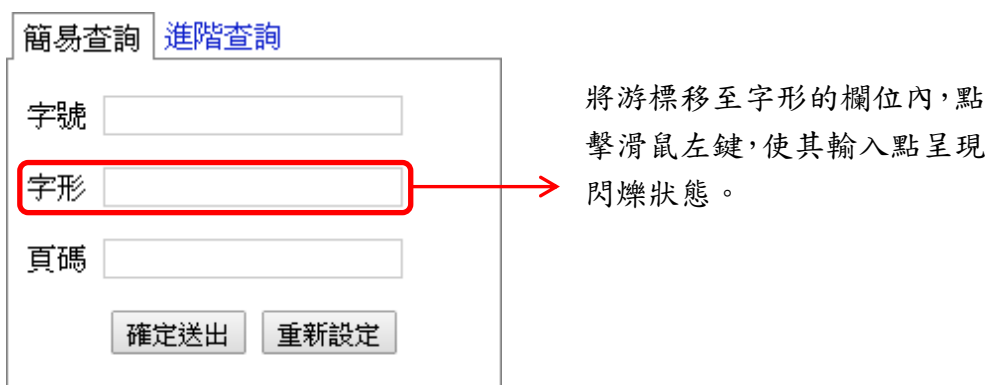 簡易查詢 進階查詢
字號
字形
頁碼
確定送出 重新設定
將游標移至字形的欄位內，點
擊滑鼠左鍵，使其輸入點呈現
閃爍狀態。